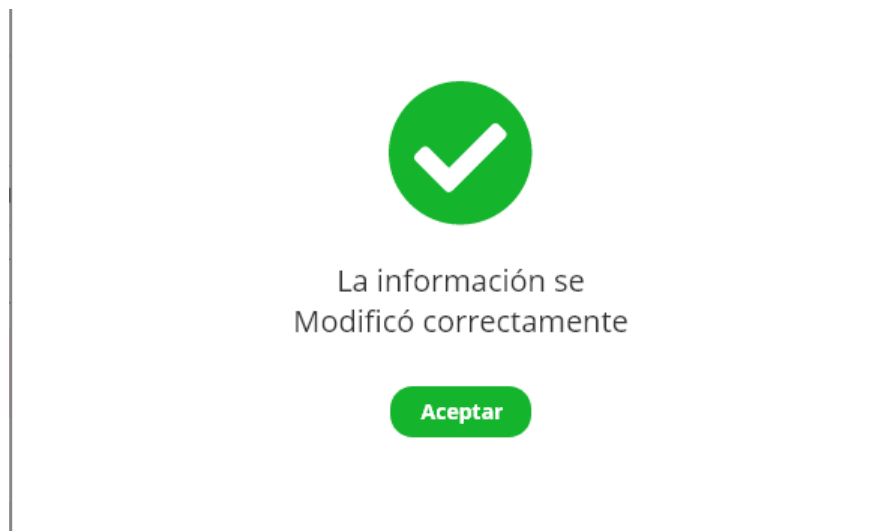 La información se
Modificó correctamente
Aceptar